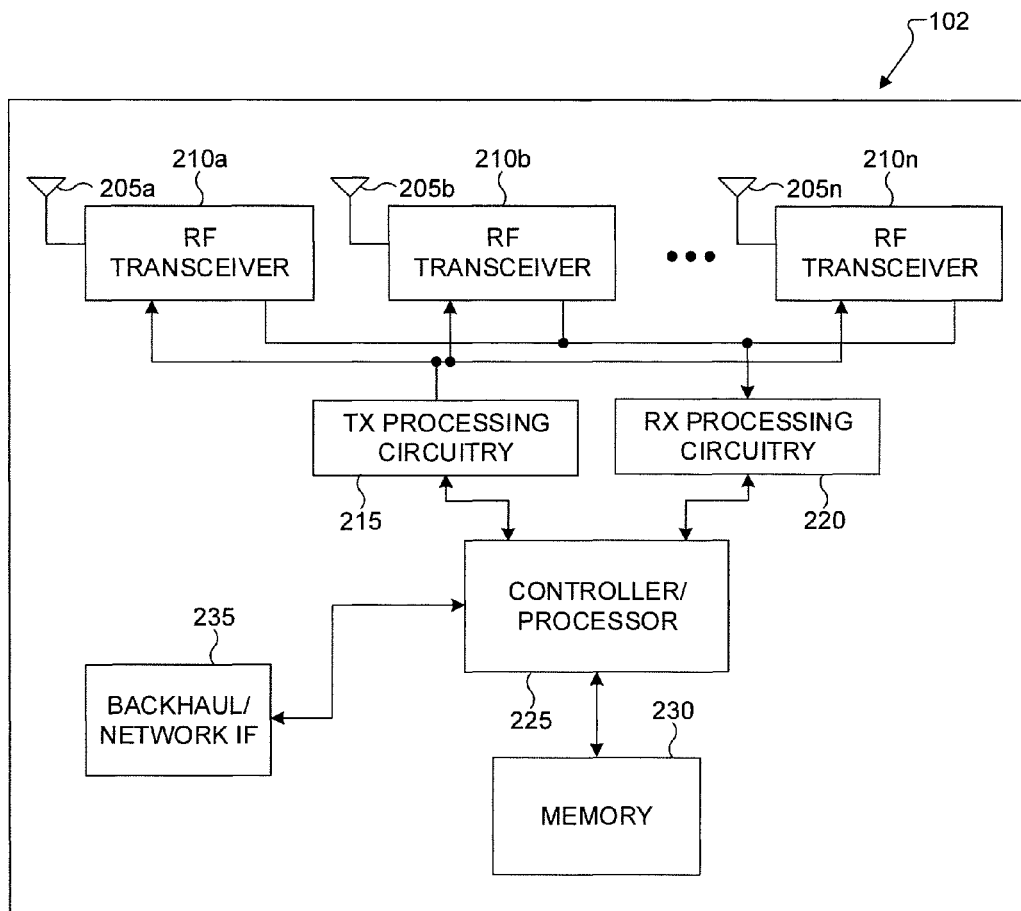 102
210a
210b
210n
205a
205b
205n
RF
TRANSCEIVER
RF
TRANSCEIVER
RF
TRANSCEIVER
TX PROCESSING
CIRCUITRY
RX PROCESSING
CIRCUITRY
215
220
CONTROLLER/
PROCESSOR
235
BACKHAUL/
NETWORK IF
225
230
MEMORY